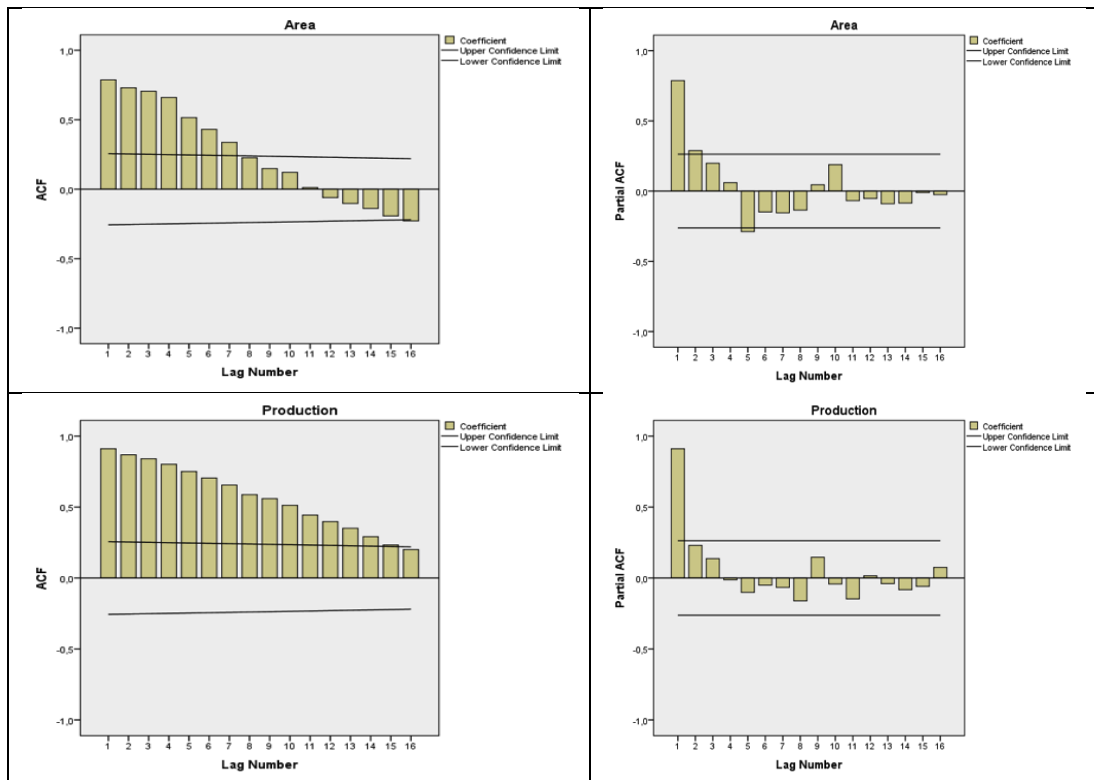 Area
1,0
0,5
0,0
-0,5
-1,0
ACF
1 2 3 4 5 6 7 8 9 10 11 12 13 14 15 16
Lag Number
Coefficient
Upper Confidence Limit
Lower Confidence Limit
Area
1,0
0,5
0,0
-0,5
-1,0
Partial ACF
1 2 3 4 5 6 7 8 9 10 11 12 13 14 15 16
Lag Number
Coefficient
Upper Confidence Limit
Lower Confidence Limit
Production
1,0
0,5
0,0
-0,5
-1,0
ACF
1 2 3 4 5 6 7 8 9 10 11 12 13 14 15 16
Lag Number
Coefficient
Upper Confidence Limit
Lower Confidence Limit
Production
1,0
0,5
0,0
-0,5
-1,0
Partial ACF
1 2 3 4 5 6 7 8 9 10 11 12 13 14 15 16
Lag Number
Coefficient
Upper Confidence Limit
Lower Confidence Limit